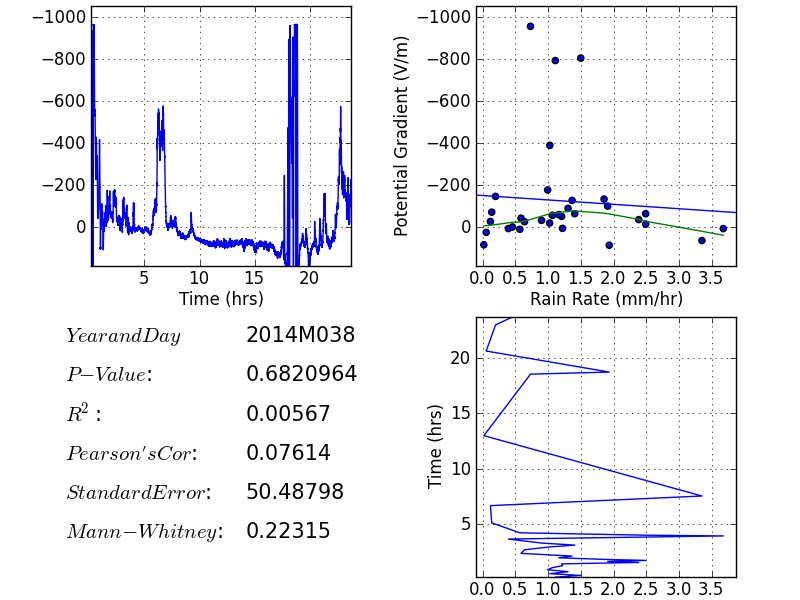 −1000
−800
−600
−400
−200
0
5 10 15 20
Time (hrs)
Potential Gradient (V/m)
−1000
−800
−600
−400
−200
0
0.0 0.5 1.0 1.5 2.0 2.5 3.0 3.5
Rain Rate (mm/hr)
YearandDay 2014M038
P−Value: 0.6820964
R²: 0.00567
Pearson'sCor: 0.07614
StandardError: 50.48798
Mann−Whitney: 0.22315
Time (hrs)
20
15
10
5
0.0 0.5 1.0 1.5 2.0 2.5 3.0 3.5